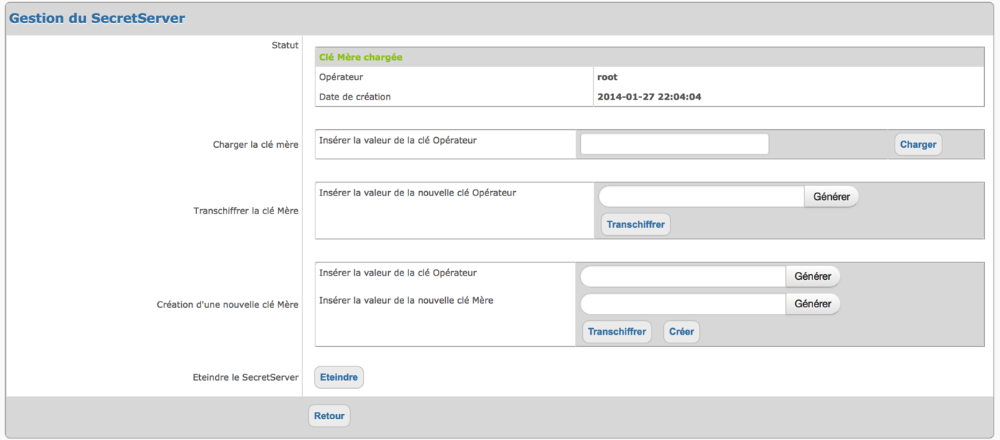 Gestion du SecretServer
Statut
Clé Mère chargée
Opérateur root
Date de création 2014-01-27 22:04:04
Charger la clé mère Insérer la valeur de la clé Opérateur Charger
Insérer la valeur de la nouvelle clé Opérateur Générer
Transchiffrer la clé Mère
Transchiffrer
Insérer la valeur de la clé Opérateur Générer
Insérer la valeur de la nouvelle clé Mère Générer
Création d'une nouvelle clé Mère
Transchiffrer Créer
Eteindre le SecretServer Eteindre
Retour